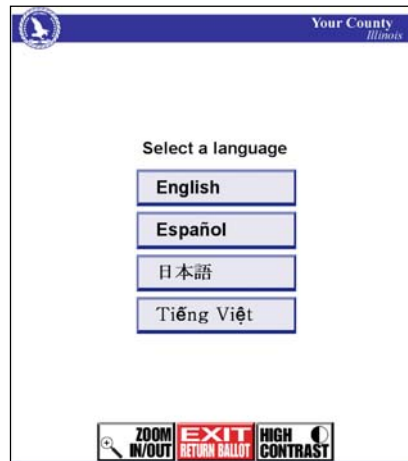 Your County
Illinois
Select a language
English
Español
日本語
Tiếng Việt
ZOOM IN/OUT
EXIT RETURN BALLOT
HIGH CONTRAST